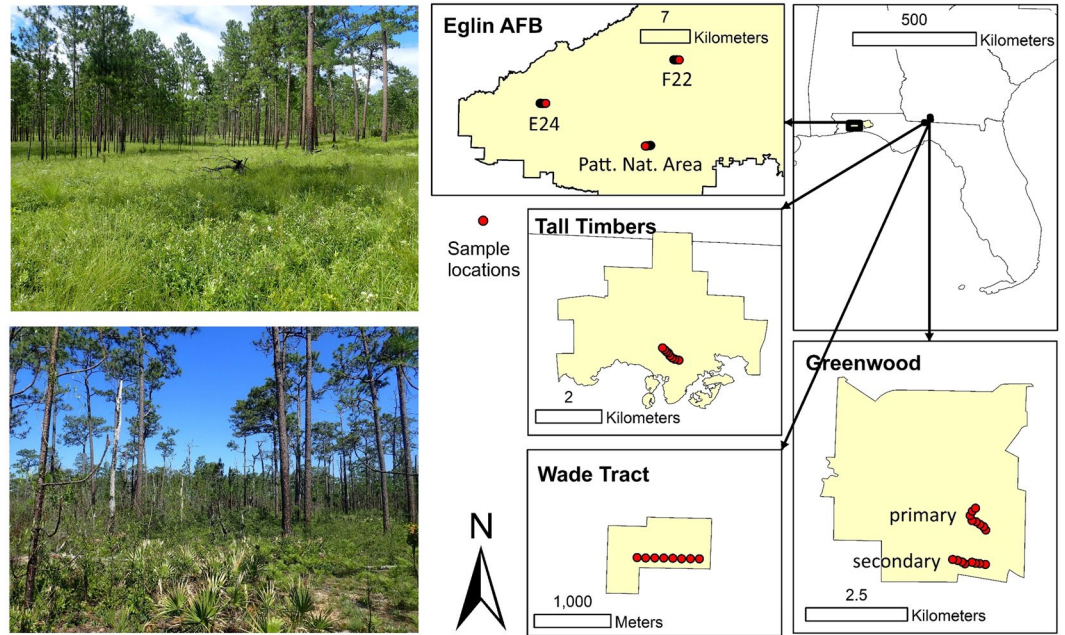 Eglin AFB
7
Kilometers
F22
E24
Patt. Nat. Area
500
Kilometers
Sample
locations
Tall Timbers
2
Kilometers
Wade Tract
1,000
Meters
N
Greenwood
primary
secondary
2.5
Kilometers